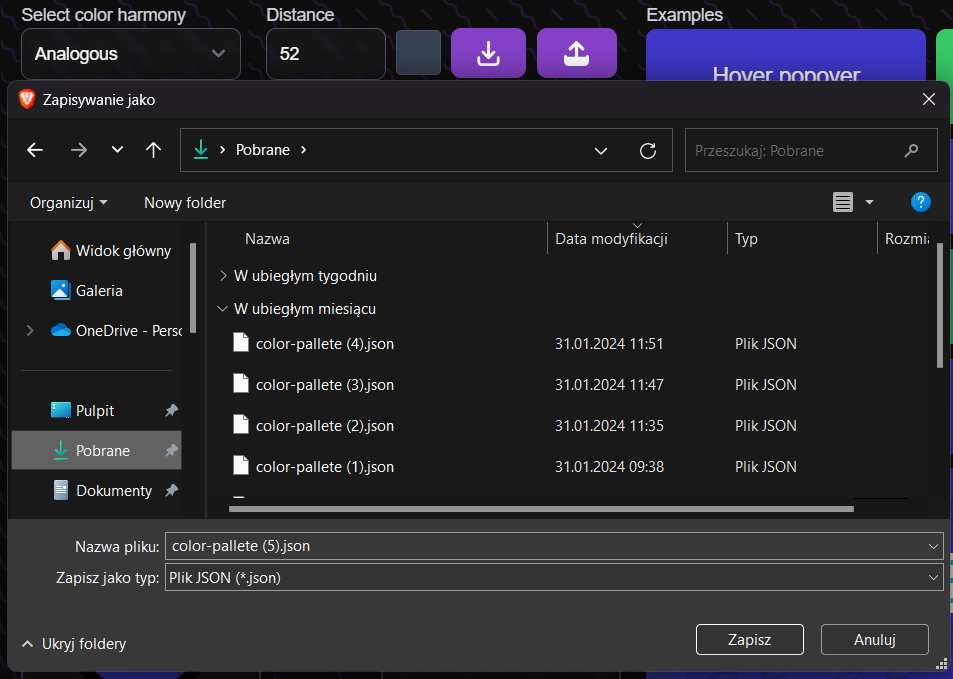 Select color harmony
Distance
Examples
Analogous
52
Hover popover
Zapisywanie jako
Pobrane
Przeszukaj: Pobrane
Organizuj
Nowy folder
?
Nazwa
Data modyfikacji
Typ
Rozmi
Widok główny
Galeria
OneDrive - Perso
Pulpit
Pobrane
Dokumenty
W ubiegłym tygodniu
W ubiegłym miesiącu
color-pallete (4).json 31.01.2024 11:51 Plik JSON
color-pallete (3).json 31.01.2024 11:47 Plik JSON
color-pallete (2).json 31.01.2024 11:35 Plik JSON
color-pallete (1).json 31.01.2024 09:38 Plik JSON
Nazwa pliku: color-pallete (5).json
Zapisz jako typ: Plik JSON (*.json)
Ukryj foldery
Zapisz
Anuluj